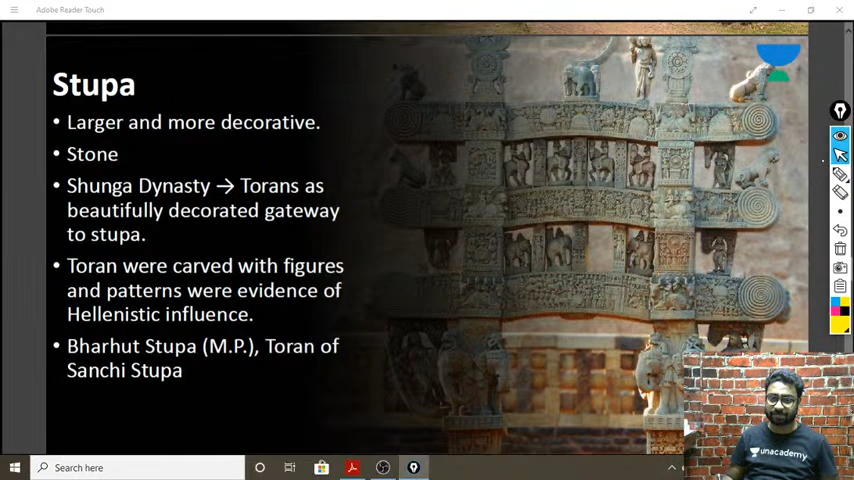 Adobe Reader Touch
Stupa
• Larger and more decorative.
• Stone
• Shunga Dynasty → Torans as
beautifully decorated gateway
to stupa.
• Toran were carved with figures
and patterns were evidence of
Hellenistic influence.
• Bharhut Stupa (M.P.), Toran of
Sanchi Stupa
unacademy
Search here